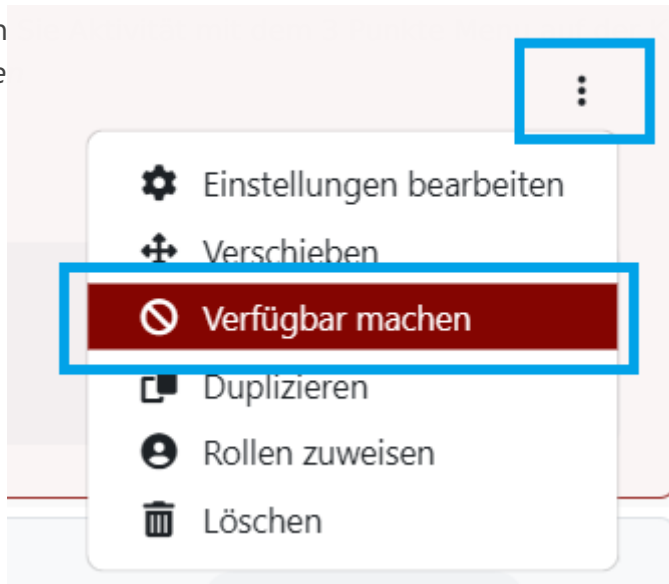 n
e
Einstellungen bearbeiten
Verschieben
Verfügbar machen
Duplizieren
Rollen zuweisen
Löschen